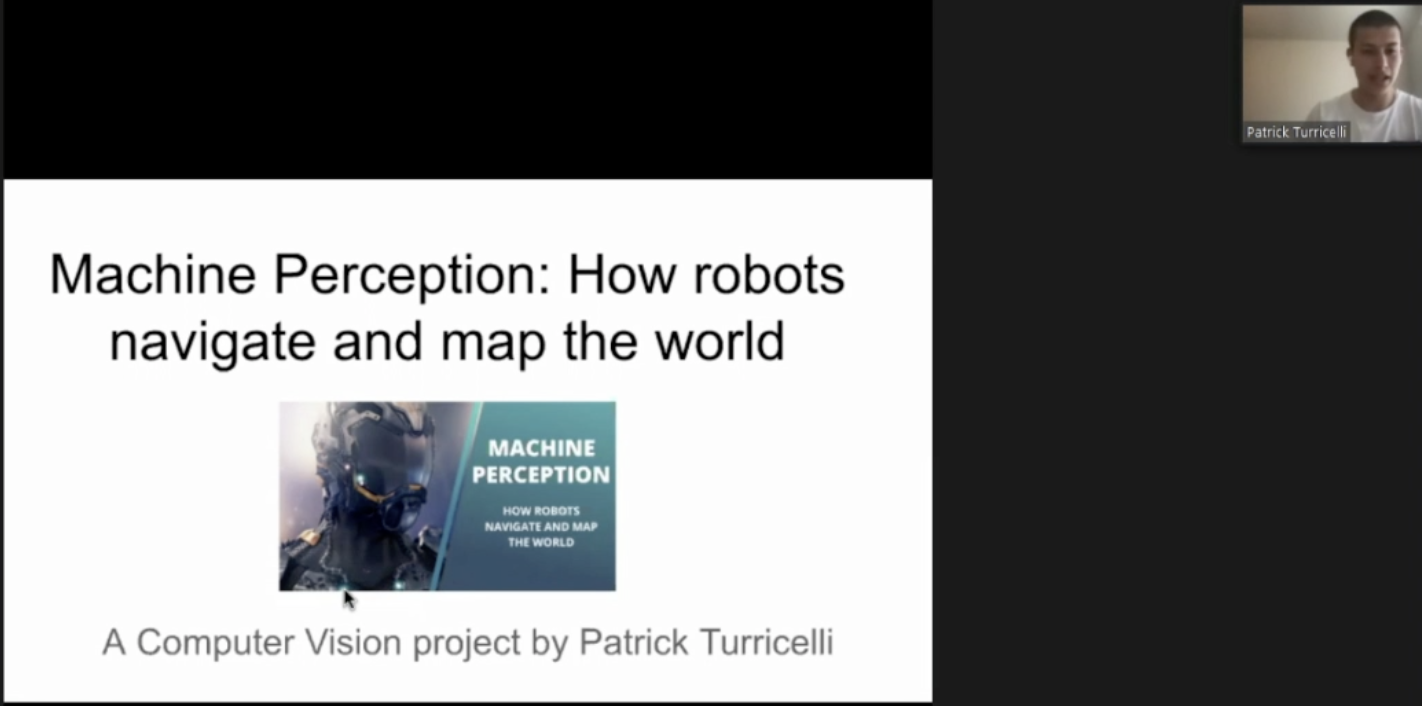 Patrick Turricelli
Machine Perception: How robots
navigate and map the world
MACHINE
PERCEPTION
HOW ROBOTS
NAVIGATE AND MAP
THE WORLD
A Computer Vision project by Patrick Turricelli